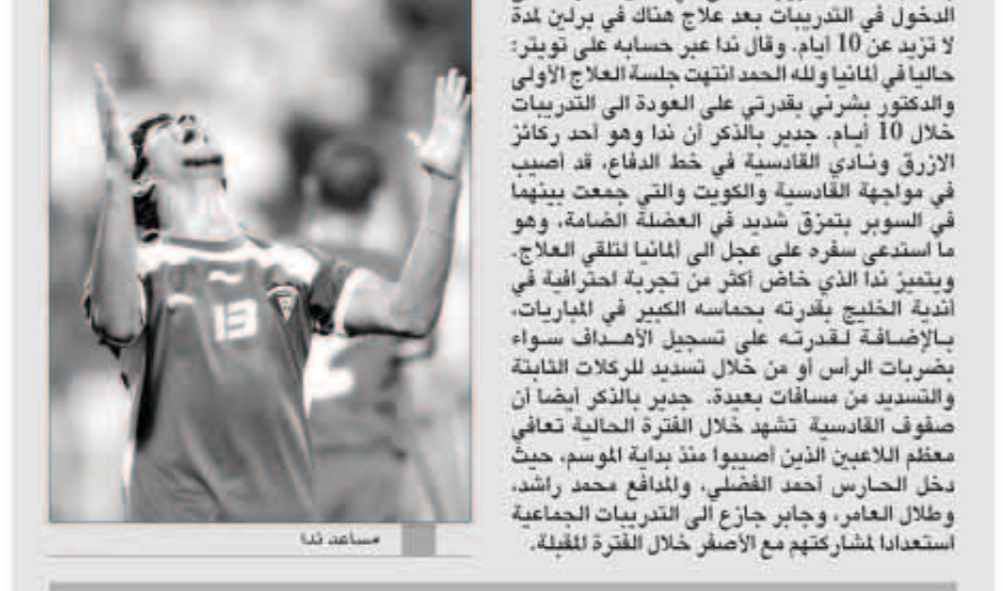 الدخول في التدريبات بعد علاج هناك في برلين لمدة
لا تزيد عن 10 أيام. وقال ندا عبر حسابه على تويتر:
حاليا في ألمانيا ولله الحمد انتهت جلسة العلاج الأولى
والدكتور بشرني بقدرتي على العودة الى التدريبات
خلال 10 أيام. جدير بالذكر أن ندا وهو أحد ركائز
الازرق ونادي القادسية في خط الدفاع، قد أصيب
في مواجهة القادسية والكويت والتي جمعت بينهما
في السوبر بتمزق شديد في العضلة الضامة، وهو
ما استدعى سفره على عجل الى ألمانيا لتلقي العلاج.
ويتميز ندا الذي خاض أكثر من تجربة احترافية في
أندية الخليج بقدرته بحماسه الكبير في المباريات،
بالإضافة لقدرته على تسجيل الأهداف سواء
بضربات الرأس أو من خلال تسديد للركلات الثابتة
والتسديد من مسافات بعيدة. جدير بالذكر أيضا أن
صفوف القادسية تشهد خلال الفترة الحالية تعافي
معظم اللاعبين الذين أصيبوا منذ بداية الموسم، حيث
دخل الحارس أحمد الفضلي، والمدافع محمد راشد،
وطلال العامر، وجابر جازع الى التدريبات الجماعية
استعدادا لمشاركتهم مع الأصفر خلال الفترة المقبلة.
13
مساعد ندا